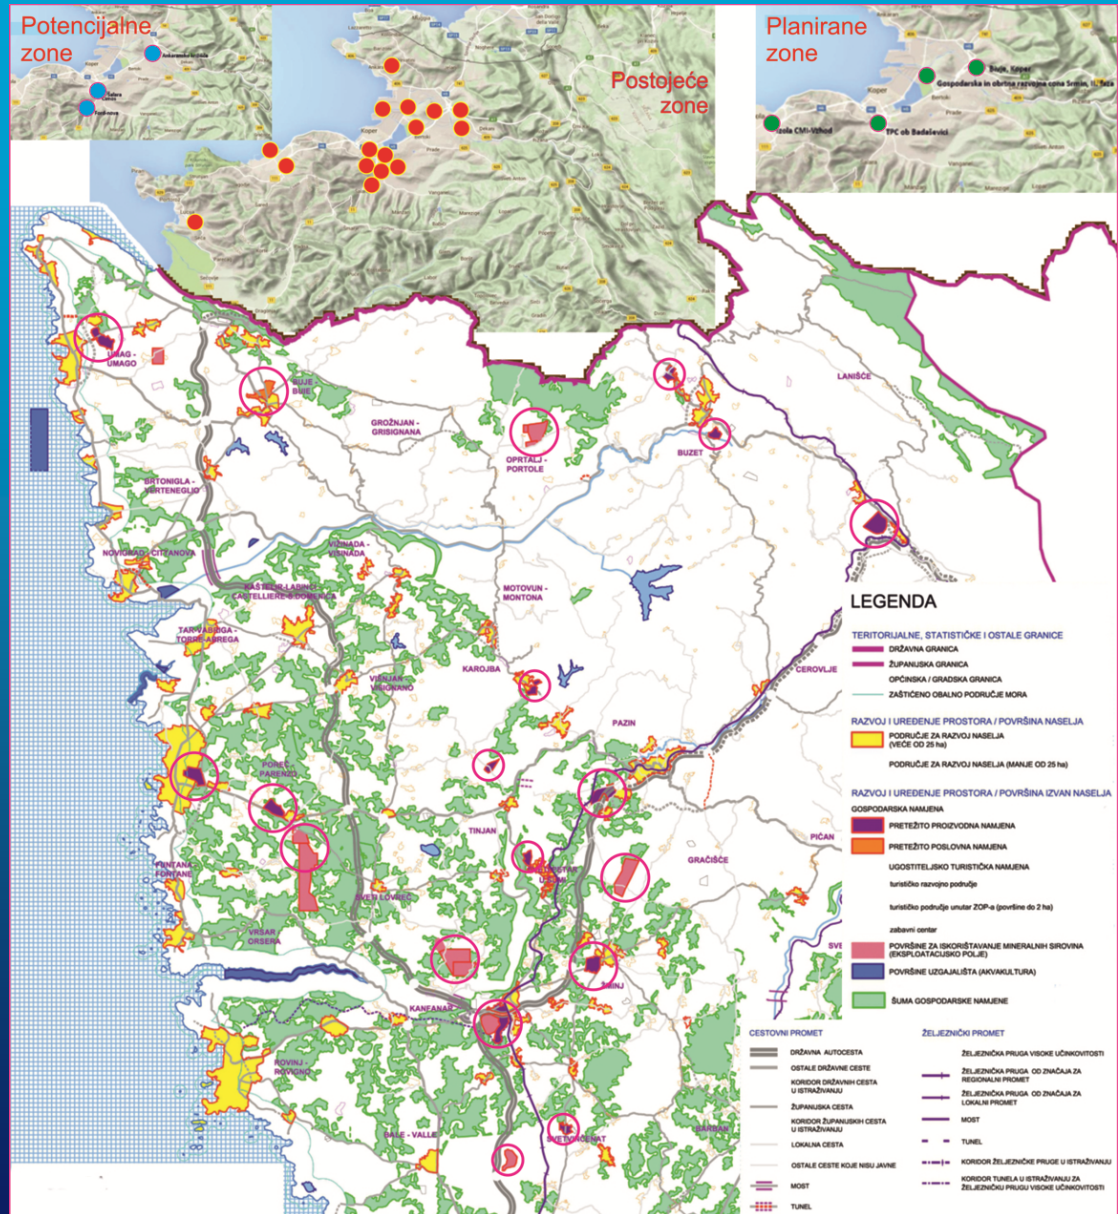 Potencijalne
zone
Postojeće
zone
Planirane
zone
Koper
Izola CMI-Vzhod
TPC ob Badaševici
Gospodarska in obrtna razvojna cona Srmin, II. faza
UMAG -
UMAGO
BUJE -
BUIE
GROŽNJAN -
GRISIGNANA
OPRTALJ -
PORTOLE
BUZET
LANIŠĆE
BRTONIGLA -
VERTENEGLIO
NOVIGRAD - CITTANOVA
VIŽINADA -
VISINADA
KAŠTELIR-LABINCI -
CASTELLIERE-S.DOMENICA
MOTOVUN -
MONTONA
TAR-VABRIGA -
TORRE-ABREGA
VIŠNJAN -
VISIGNANO
KAROJBA
CEROVLJE
PAZIN
POREČ -
PARENZO
TINJAN
GRAČIŠĆE
PIĆAN
FUNTANA -
FONTANE
SVETI LOVREČ
VRSAR -
ORSERA
ŽMINJ
KANFANAR
ROVINJ -
ROVIGNO
BALE - VALLE
SVETVINČENAT
BARBAN
LEGENDA
TERITORIJALNE, STATISTIČKE I OSTALE GRANICE
DRŽAVNA GRANICA
ŽUPANIJSKA GRANICA
OPĆINSKA / GRADSKA GRANICA
ZAŠTIĆENO OBALNO PODRUČJE MORA
RAZVOJ I UREĐENJE PROSTORA / POVRŠINA NASELJA
PODRUČJE ZA RAZVOJ NASELJA
(VEĆE OD 25 ha)
PODRUČJE ZA RAZVOJ NASELJA (MANJE OD 25 ha)
RAZVOJ I UREĐENJE PROSTORA / POVRŠINA IZVAN NASELJA
GOSPODARSKA NAMJENA
PRETEŽITO PROIZVODNA NAMJENA
PRETEŽITO POSLOVNA NAMJENA
UGOSTITELJSKO TURISTIČKA NAMJENA
turističko razvojno područje
turističko područje unutar ZOP-a (površine do 2 ha)
zabavni centar
POVRŠINE ZA ISKORIŠTAVANJE MINERALNIH SIROVINA
(EKSPLOATACIJSKO POLJE)
POVRŠINE UZGAJALIŠTA (AKVAKULTURA)
ŠUMA GOSPODARSKE NAMJENE
CESTOVNI PROMET
DRŽAVNA AUTOCESTA
OSTALE DRŽAVNE CESTE
KORIDOR DRŽAVNIH CESTA
U ISTRAŽIVANJU
ŽUPANIJSKA CESTA
KORIDOR ŽUPANIJSKIH CESTA
U ISTRAŽIVANJU
LOKALNA CESTA
OSTALE CESTE KOJE NISU JAVNE
MOST
TUNEL
ŽELJEZNIČKI PROMET
ŽELJEZNIČKA PRUGA VISOKE UČINKOVITOSTI
ŽELJEZNIČKA PRUGA OD ZNAČAJA ZA
REGIONALNI PROMET
ŽELJEZNIČKA PRUGA OD ZNAČAJA ZA
LOKALNI PROMET
MOST
TUNEL
KORIDOR ŽELJEZNIČKE PRUGE U ISTRAŽIVANJU
KORIDOR TUNELA U ISTRAŽIVANJU ZA
ŽELJEZNIČKU PRUGU VISOKE UČINKOVITOSTI